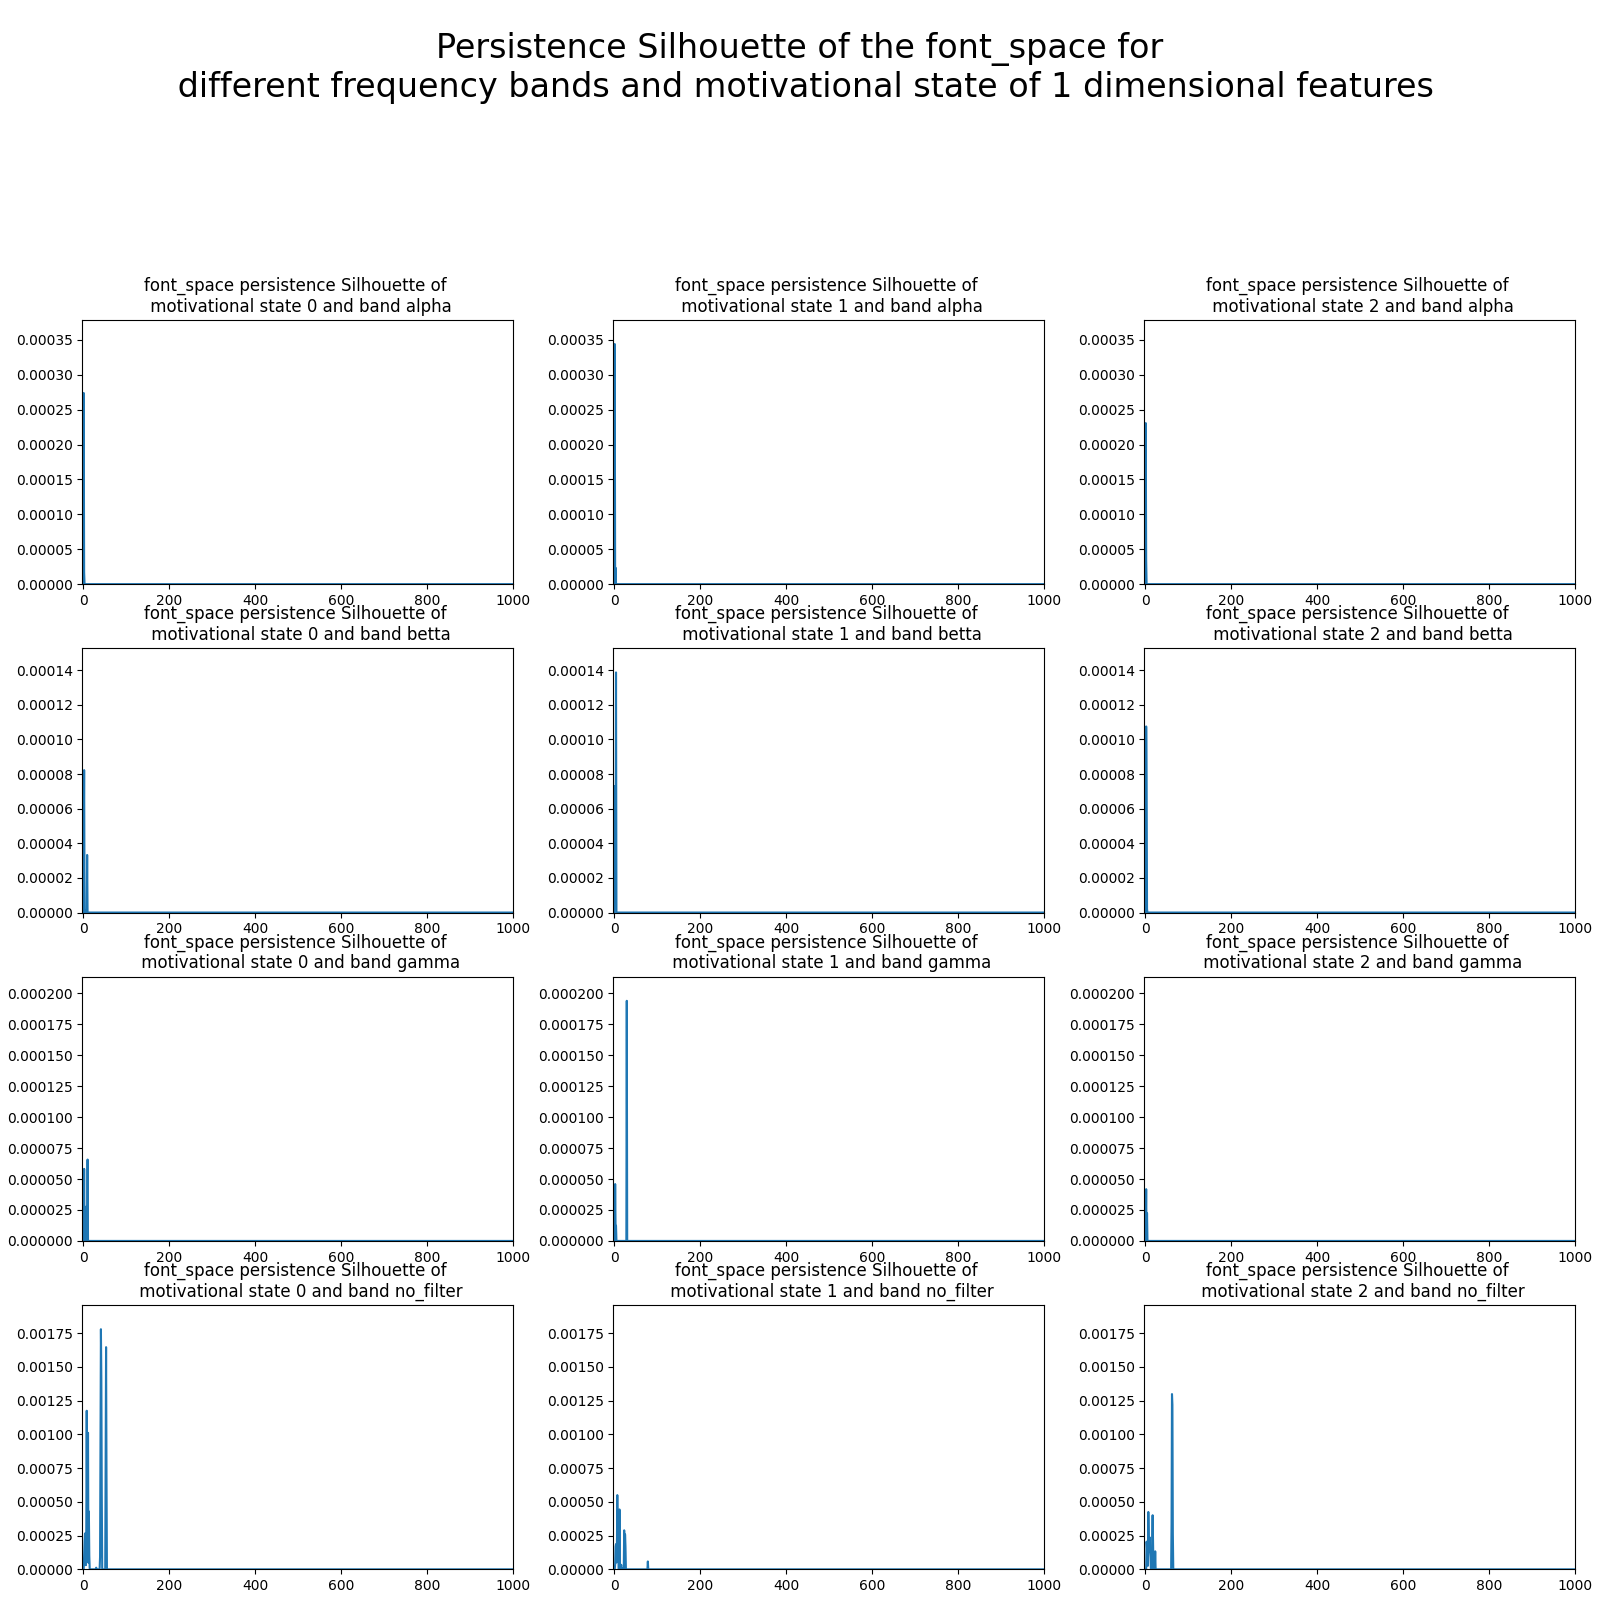 Persistence Silhouette of the font_space for
different frequency bands and motivational state of 1 dimensional features
font_space persistence Silhouette of
motivational state 0 and band alpha
0.00035
0.00030
0.00025
0.00020
0.00015
0.00010
0.00005
0.00000
0 200 400 600 800 1000
font_space persistence Silhouette of
motivational state 1 and band alpha
0.00035
0.00030
0.00025
0.00020
0.00015
0.00010
0.00005
0.00000
0 200 400 600 800 1000
font_space persistence Silhouette of
motivational state 2 and band alpha
0.00035
0.00030
0.00025
0.00020
0.00015
0.00010
0.00005
0.00000
0 200 400 600 800 1000
font_space persistence Silhouette of
motivational state 0 and band betta
0.00014
0.00012
0.00010
0.00008
0.00006
0.00004
0.00002
0.00000
0 200 400 600 800 1000
font_space persistence Silhouette of
motivational state 1 and band betta
0.00014
0.00012
0.00010
0.00008
0.00006
0.00004
0.00002
0.00000
0 200 400 600 800 1000
font_space persistence Silhouette of
motivational state 2 and band betta
0.00014
0.00012
0.00010
0.00008
0.00006
0.00004
0.00002
0.00000
0 200 400 600 800 1000
font_space persistence Silhouette of
motivational state 0 and band gamma
0.000200
0.000175
0.000150
0.000125
0.000100
0.000075
0.000050
0.000025
0.000000
0 200 400 600 800 1000
font_space persistence Silhouette of
motivational state 1 and band gamma
0.000200
0.000175
0.000150
0.000125
0.000100
0.000075
0.000050
0.000025
0.000000
0 200 400 600 800 1000
font_space persistence Silhouette of
motivational state 2 and band gamma
0.000200
0.000175
0.000150
0.000125
0.000100
0.000075
0.000050
0.000025
0.000000
0 200 400 600 800 1000
font_space persistence Silhouette of
motivational state 0 and band no_filter
0.00175
0.00150
0.00125
0.00100
0.00075
0.00050
0.00025
0.00000
0 200 400 600 800 1000
font_space persistence Silhouette of
motivational state 1 and band no_filter
0.00175
0.00150
0.00125
0.00100
0.00075
0.00050
0.00025
0.00000
0 200 400 600 800 1000
font_space persistence Silhouette of
motivational state 2 and band no_filter
0.00175
0.00150
0.00125
0.00100
0.00075
0.00050
0.00025
0.00000
0 200 400 600 800 1000